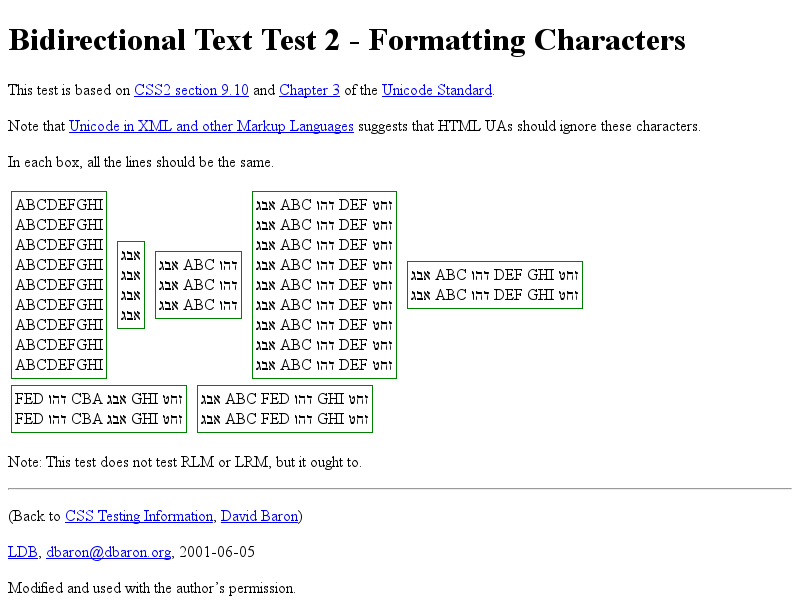 Bidirectional Text Test 2 - Formatting Characters
This test is based on CSS2 section 9.10 and Chapter 3 of the Unicode Standard.
Note that Unicode in XML and other Markup Languages suggests that HTML UAs should ignore these characters.
In each box, all the lines should be the same.
ABCDEFGHI
ABCDEFGHI
ABCDEFGHI
ABCDEFGHI
ABCDEFGHI
ABCDEFGHI
ABCDEFGHI
ABCDEFGHI
ABCDEFGHI
אבג
אבג
אבג
אבג
אבג ABC דהו
אבג ABC דהו
אבג ABC דהו
אבג ABC דהו DEF זחט
אבג ABC דהו DEF זחט
אבג ABC דהו DEF זחט
אבג ABC דהו DEF זחט
אבג ABC דהו DEF זחט
אבג ABC דהו DEF זחט
אבג ABC דהו DEF זחט
אבג ABC דהו DEF זחט
אבג ABC דהו DEF זחט
אבג ABC דהו DEF GHI זחט
אבג ABC דהו DEF GHI זחט
FED דהו CBA אבג GHI זחט
FED דהו CBA אבג GHI זחט
אבג ABC FED דהו GHI זחט
אבג ABC FED דהו GHI זחט
Note: This test does not test RLM or LRM, but it ought to.
(Back to CSS Testing Information, David Baron)
LDB, dbaron@dbaron.org, 2001-06-05
Modified and used with the author’s permission.